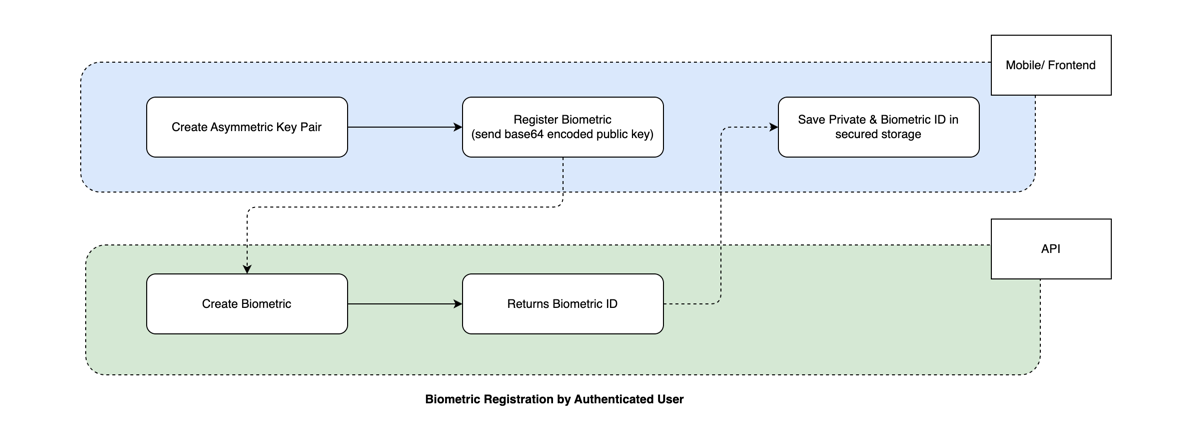 Mobile/ Frontend
Create Asymmetric Key Pair
Register Biometric
(send base64 encoded public key)
Save Private & Biometric ID in
secured storage
API
Create Biometric
Returns Biometric ID
Biometric Registration by Authenticated User